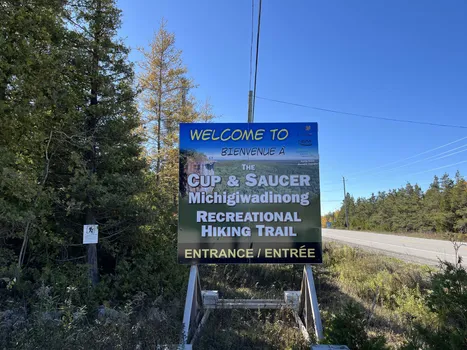 WELCOME TO
BIENVENUE A
THE
CUP & SAUCER
Michigiwadinong
RECREATIONAL
HIKING TRAIL
ENTRANCE / ENTRÉE